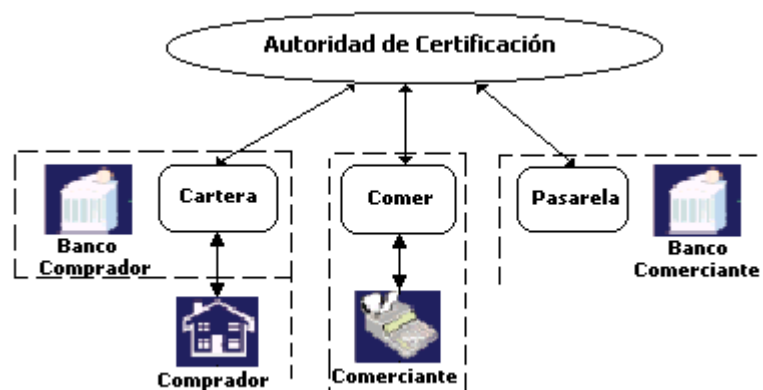 Autoridad de Certificación
Cartera
Comer
Pasarela
Banco
Comprador
Banco
Comerciante
Comprador
Comerciante